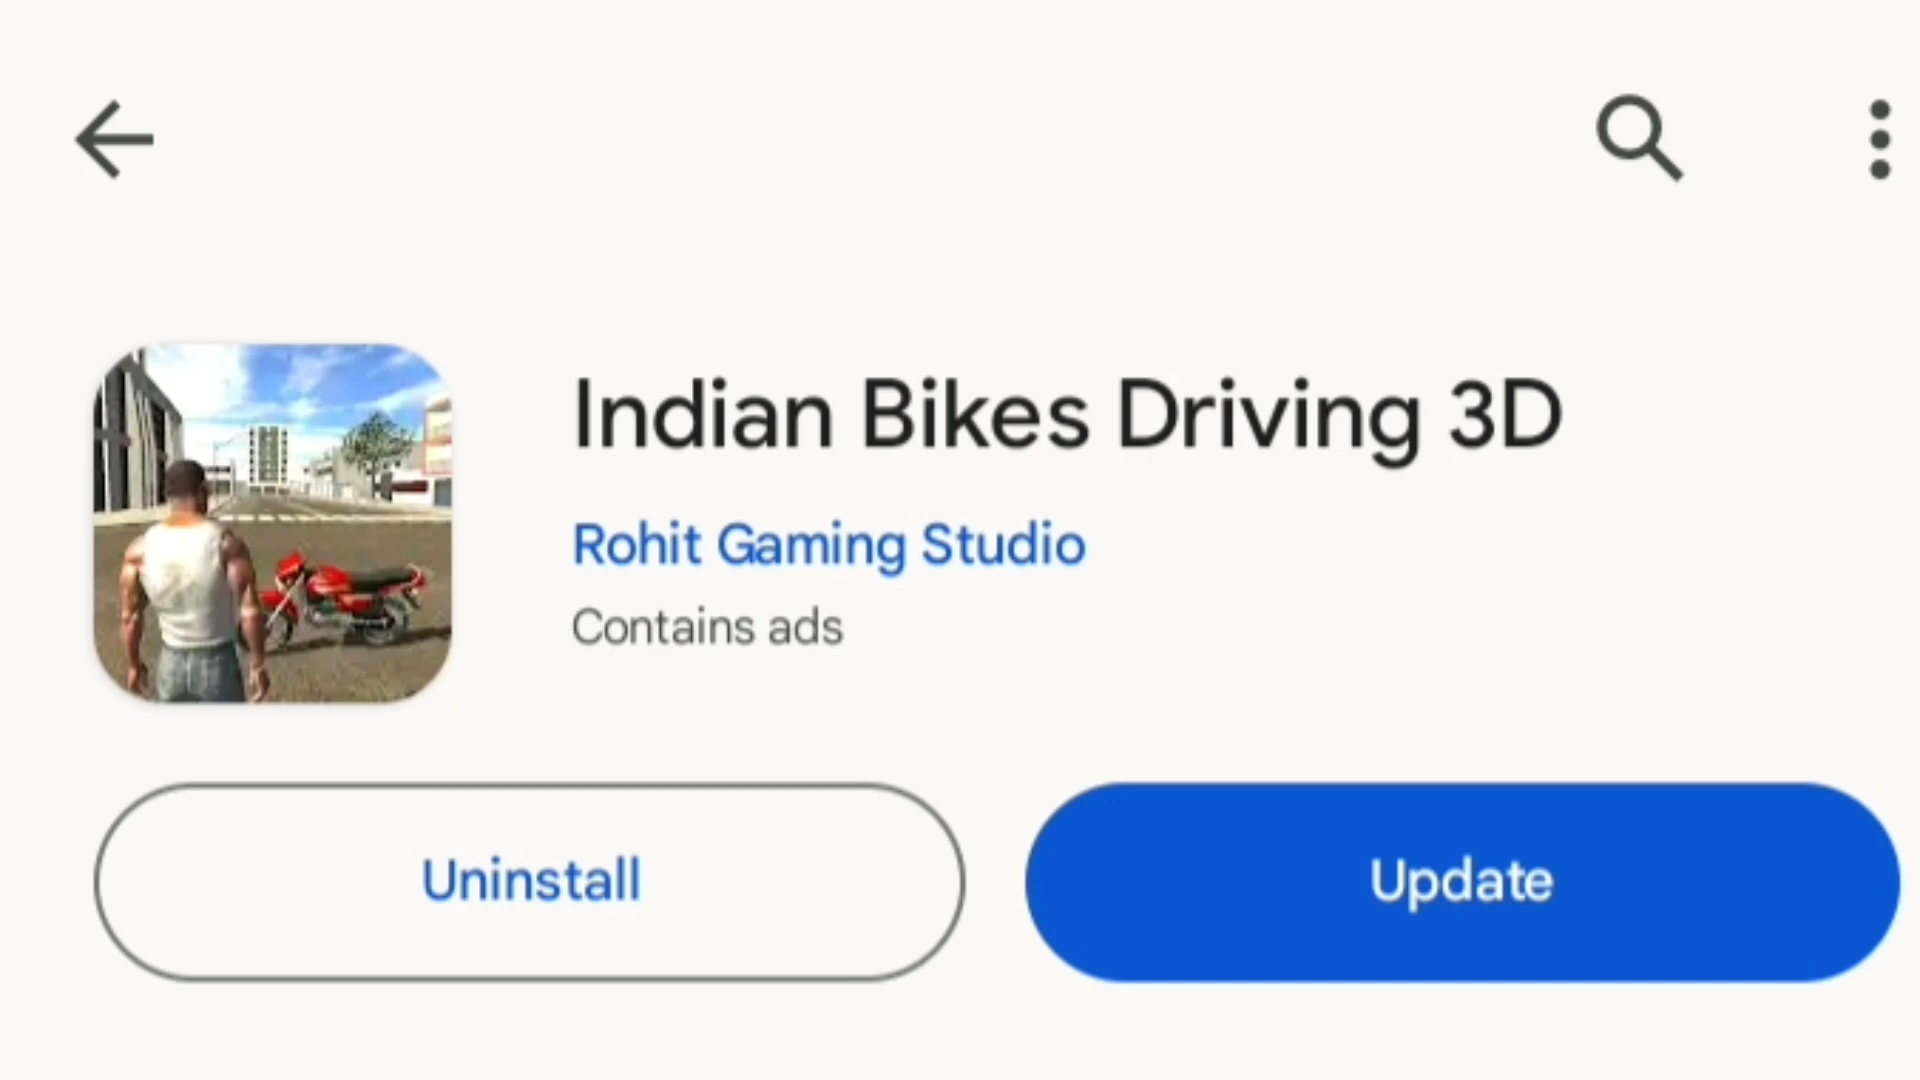 Indian Bikes Driving 3D
Rohit Gaming Studio
Contains ads
Uninstall
Update